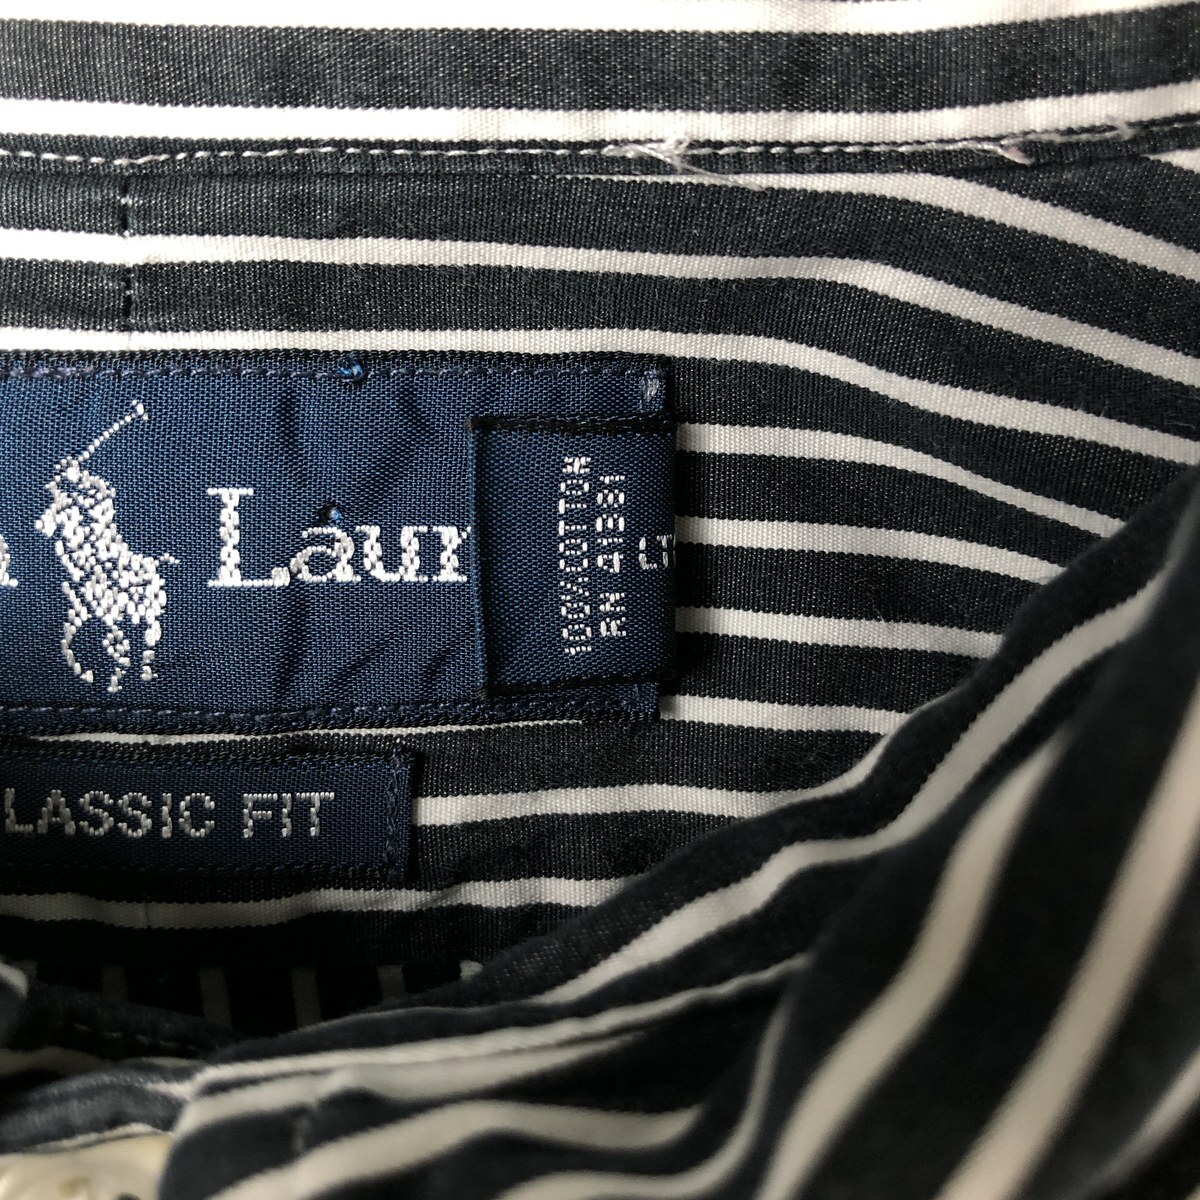 Laur
100%COTTON
RN 41381
LASSIC FIT